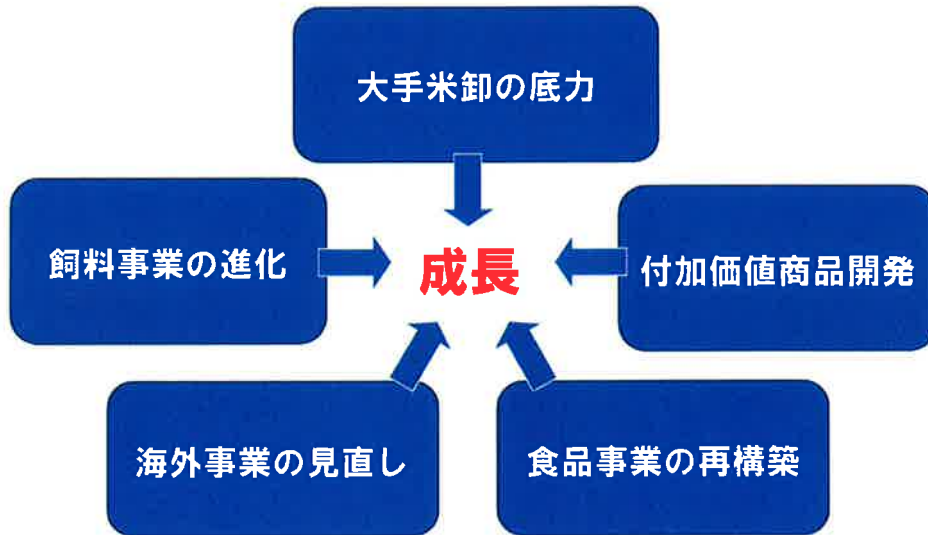 大手米卸の底力
飼料事業の進化
成長
付加価値商品開発
海外事業の見直し
食品事業の再構築